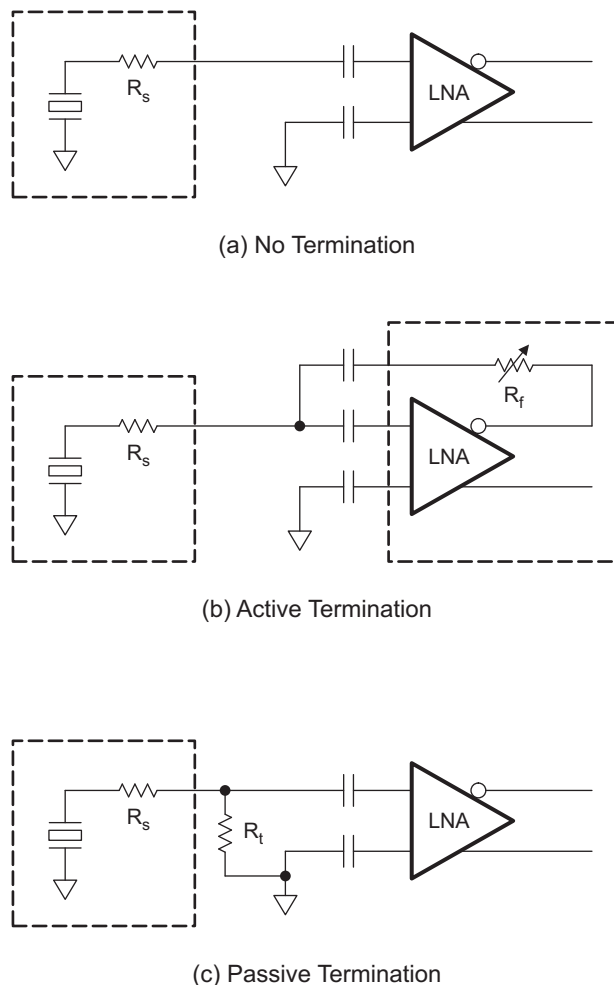 R_s
LNA
(a) No Termination
R_f
R_s
LNA
(b) Active Termination
R_s
R_t
LNA
(c) Passive Termination